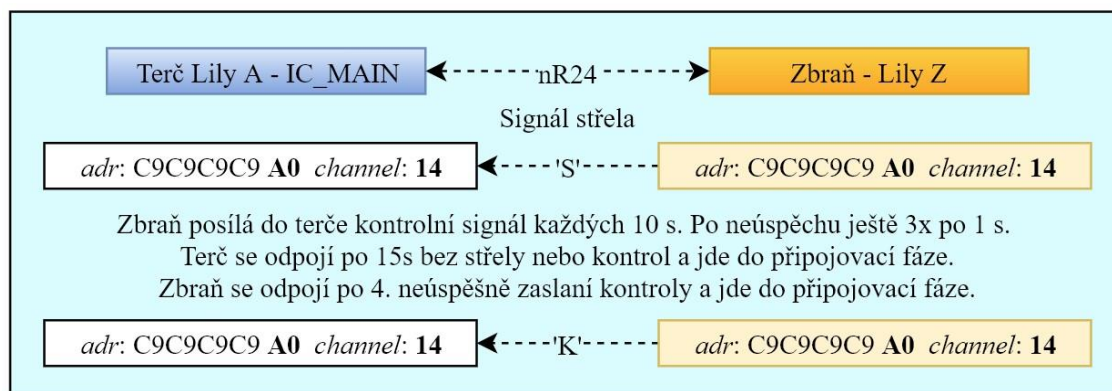 Terč Lily A - IC_MAIN nR24 Zbraň - Lily Z
Signál střela
adr: C9C9C9C9 A0 channel: 14 'S' adr: C9C9C9C9 A0 channel: 14
Zbraň posílá do terče kontrolní signál každých 10 s. Po neúspěchu ještě 3x po 1 s.
Terč se odpojí po 15s bez střely nebo kontrol a jde do připojovací fáze.
Zbraň se odpojí po 4. neúspěšně zaslaní kontroly a jde do připojovací fáze.
adr: C9C9C9C9 A0 channel: 14 'K' adr: C9C9C9C9 A0 channel: 14